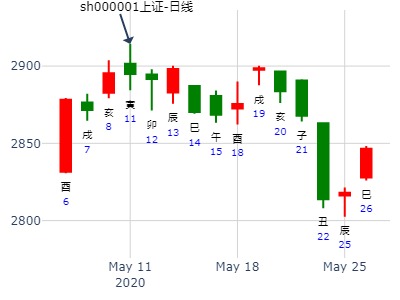 sh000001上证-日线
2900
2850
2800
酉
6
戌
7
亥
8
寅
11
卯
12
辰
13
巳
14
午
15
酉
18
戌
19
亥
20
子
21
丑
22
辰
25
巳
26
May 11
2020
May 18
May 25